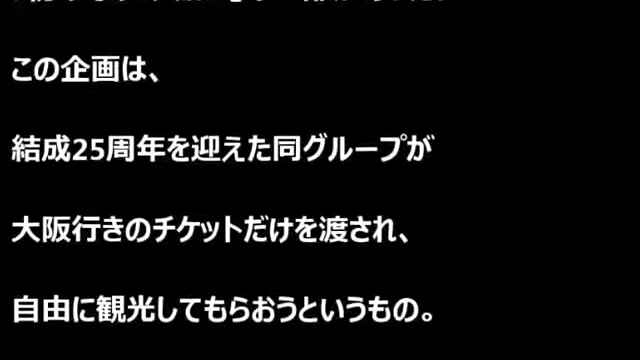 この企画は、
結成25周年を迎えた同グループが
大阪行きのチケットだけを渡され、
自由に観光してもらおうというもの。